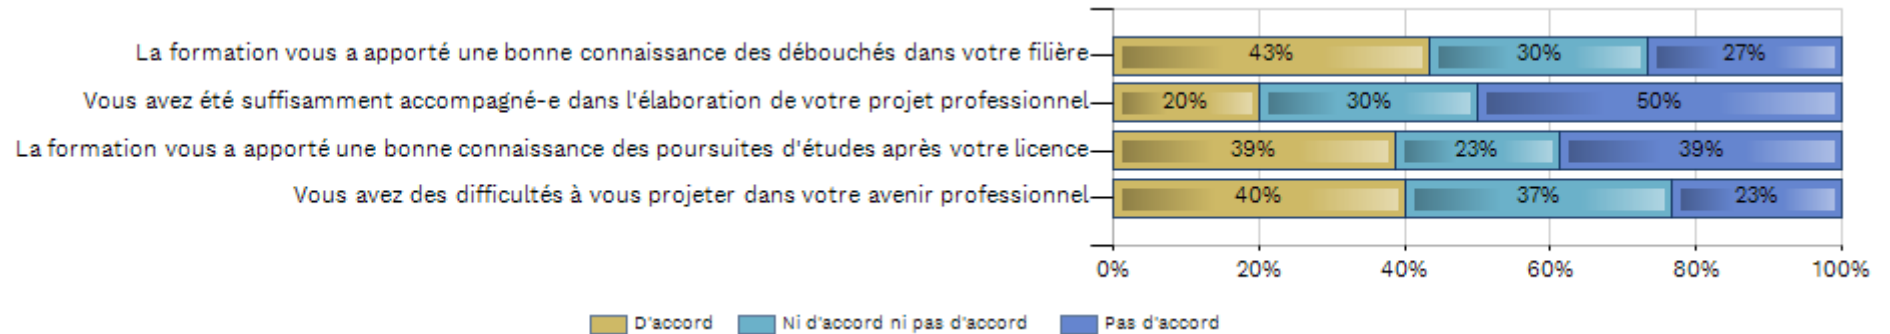 La formation vous a apporté une bonne connaissance des débouchés dans votre filière
43% 30% 27%
Vous avez été suffisamment accompagné-e dans l'élaboration de votre projet professionnel
20% 30% 50%
La formation vous a apporté une bonne connaissance des poursuites d'études après votre licence
39% 23% 39%
Vous avez des difficultés à vous projeter dans votre avenir professionnel
40% 37% 23%
0% 20% 40% 60% 80% 100%
D'accord Ni d'accord ni pas d'accord Pas d'accord